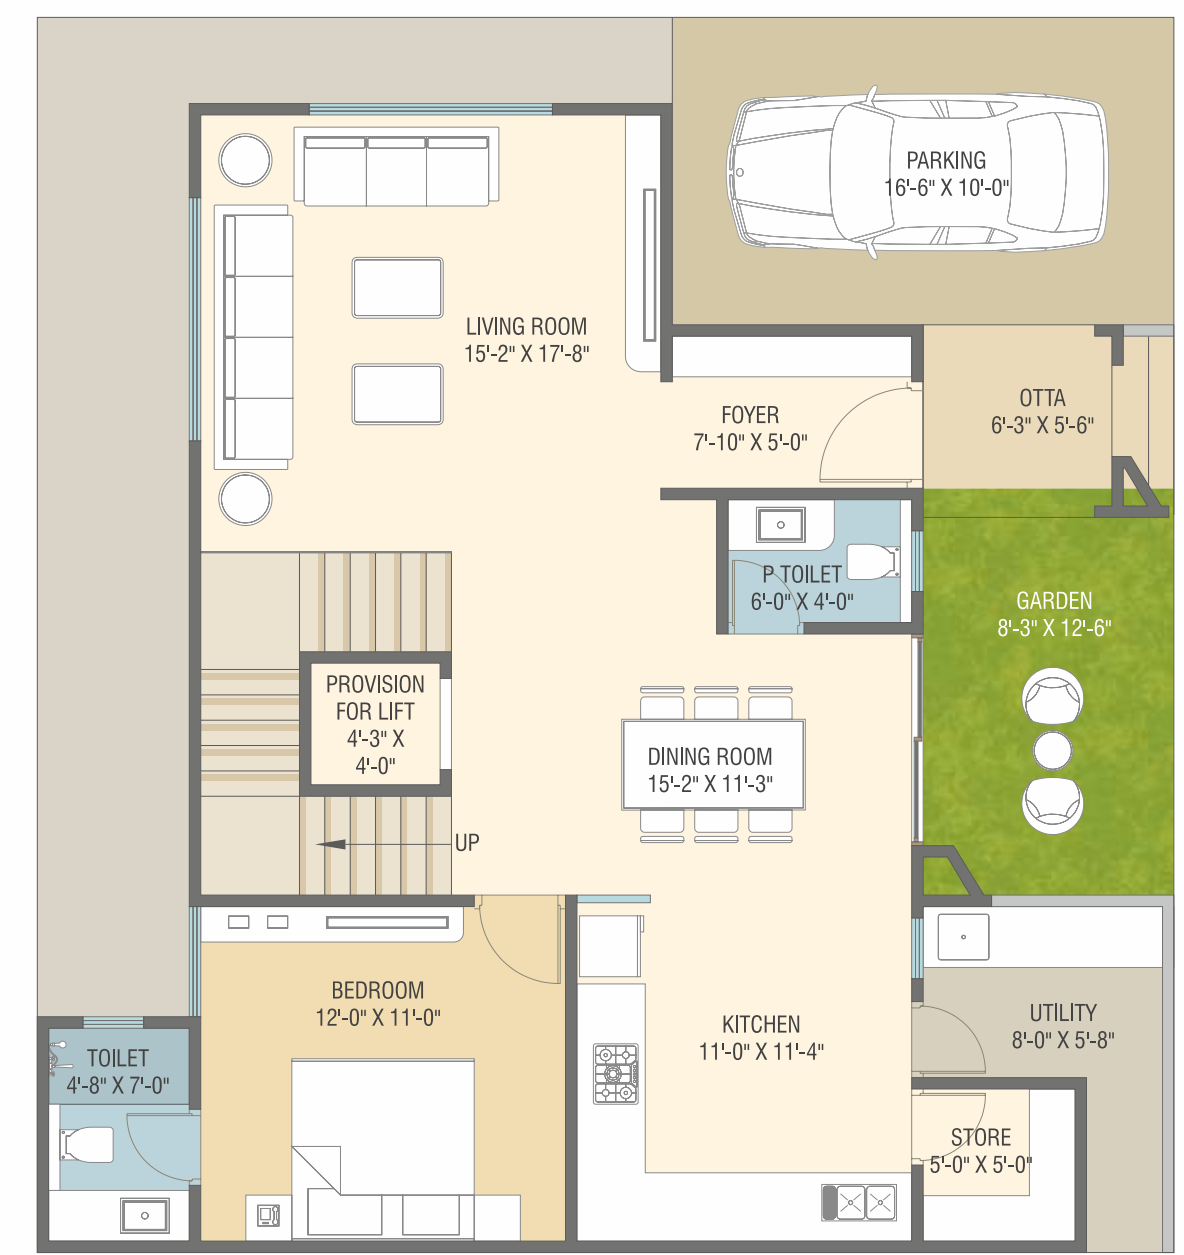 PARKING
16'-6" X 10'-0"
LIVING ROOM
15'-2" X 17'-8"
FOYER
7'-10" X 5'-0"
OTTA
6'-3" X 5'-6"
P TOILET
6'-0" X 4'-0"
GARDEN
8'-3" X 12'-6"
PROVISION
FOR LIFT
4'-3" X
4'-0"
DINING ROOM
15'-2" X 11'-3"
UP
BEDROOM
12'-0" X 11'-0"
KITCHEN
11'-0" X 11'-4"
UTILITY
8'-0" X 5'-8"
TOILET
4'-8" X 7'-0"
STORE
5'-0" X 5'-0"